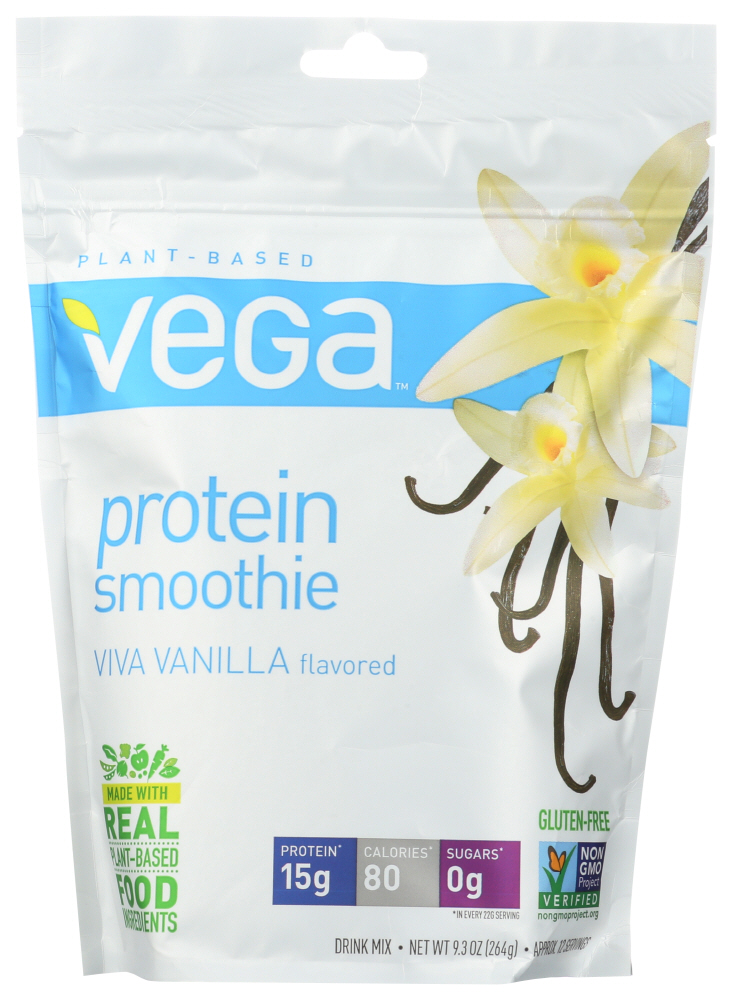 PLANT-BASED
vega™
protein
smoothie
VIVA VANILLA flavored
MADE WITH
REAL
PLANT-BASED
FOOD
INGREDIENTS
PROTEIN*
15g
CALORIES*
80
SUGARS*
0g
*IN EVERY 22G SERVING
GLUTEN-FREE
NON
GMO
Project
VERIFIED
nongmoproject.org
DRINK MIX • NET WT 9.3 OZ (264g) • APPROX. 12 SERVINGS